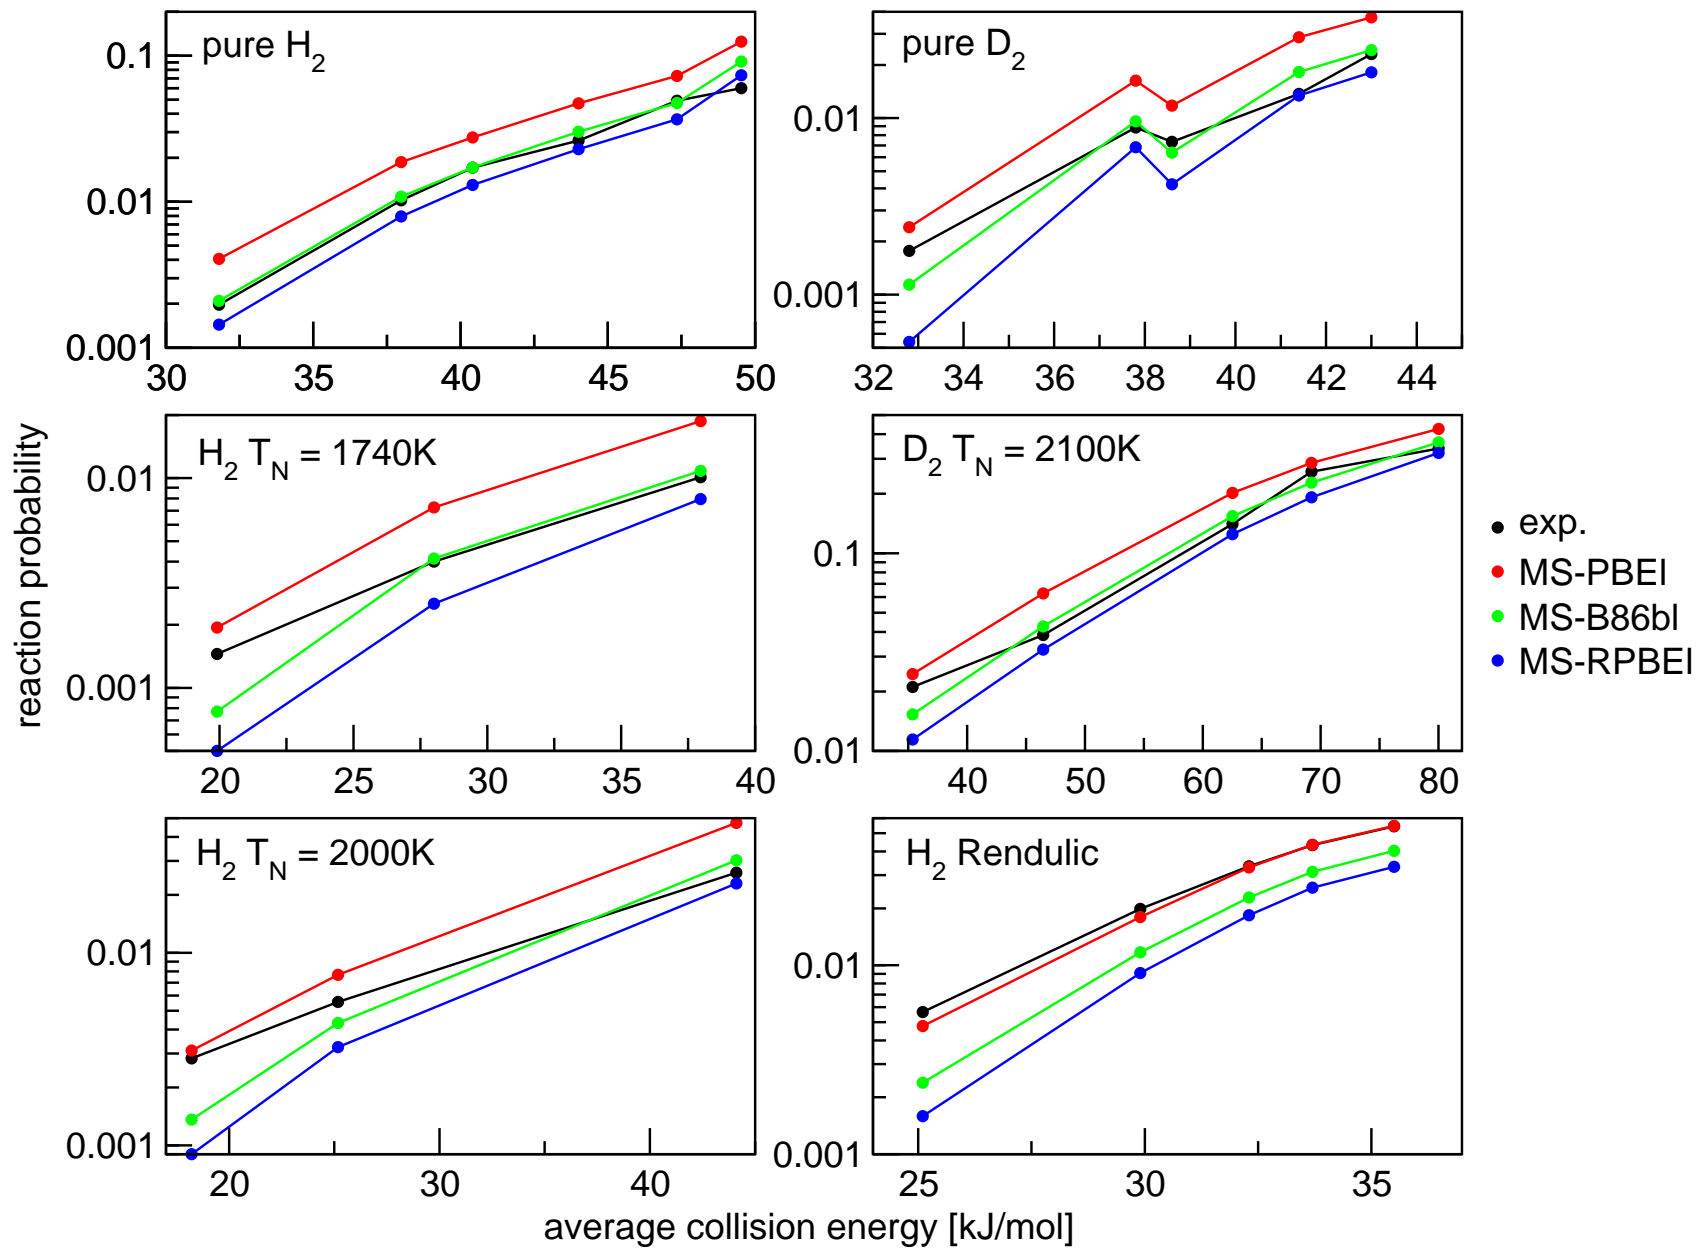 pure H2
0.1
0.01
0.001
30 35 40 45 50
pure D2
0.01
0.001
32 34 36 38 40 42 44
reaction probability
H2 TN = 1740K
0.01
0.001
20 25 30 35 40
D2 TN = 2100K
0.1
0.01
40 50 60 70 80
exp.
MS-PBEl
MS-B86bl
MS-RPBEl
H2 TN = 2000K
0.01
0.001
20 30 40
H2 Rendulic
0.01
0.001
25 30 35
average collision energy [kJ/mol]